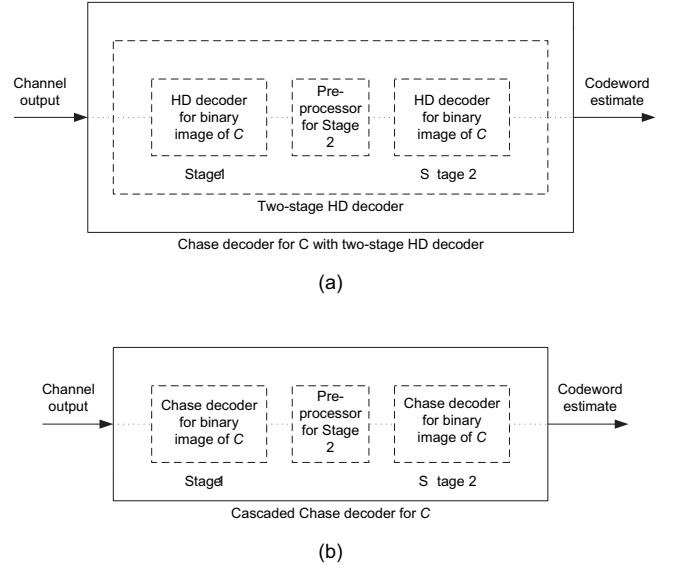 Channel
output
HD decoder
for binary
image of C
Pre-
processor
for Stage
2
HD decoder
for binary
image of C
Codeword
estimate
Stage1
S tage 2
Two-stage HD decoder
Chase decoder for C with two-stage HD decoder
(a)
Channel
output
Chase decoder
for binary
image of C
Pre-
processor
for Stage
2
Chase decoder
for binary
image of C
Codeword
estimate
Stage1
S tage 2
Cascaded Chase decoder for C
(b)